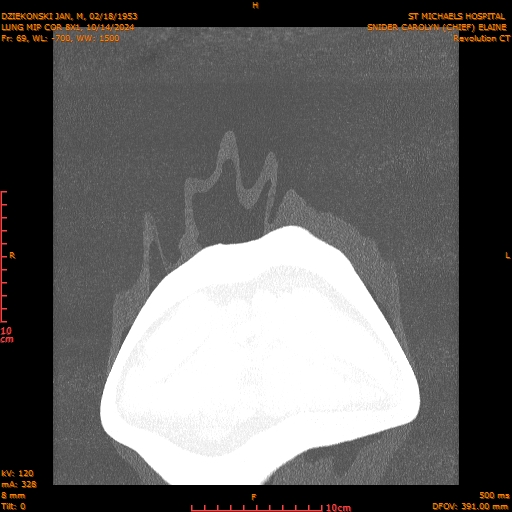 H
DZIEKONSKI JAN, M, 02/18/1953
LUNG MIP COR 8X1, 10/14/2024
Fr: 69, WL: -700, WW: 1500
ST MICHAELS HOSPITAL
SNIDER CAROLYN (CHIEF) ELAINE
Revolution CT
R
L
10
cm
kV: 120
mA: 328
8 mm
Tilt: 0
F
10cm
500 ms
DFOV: 391.00 mm